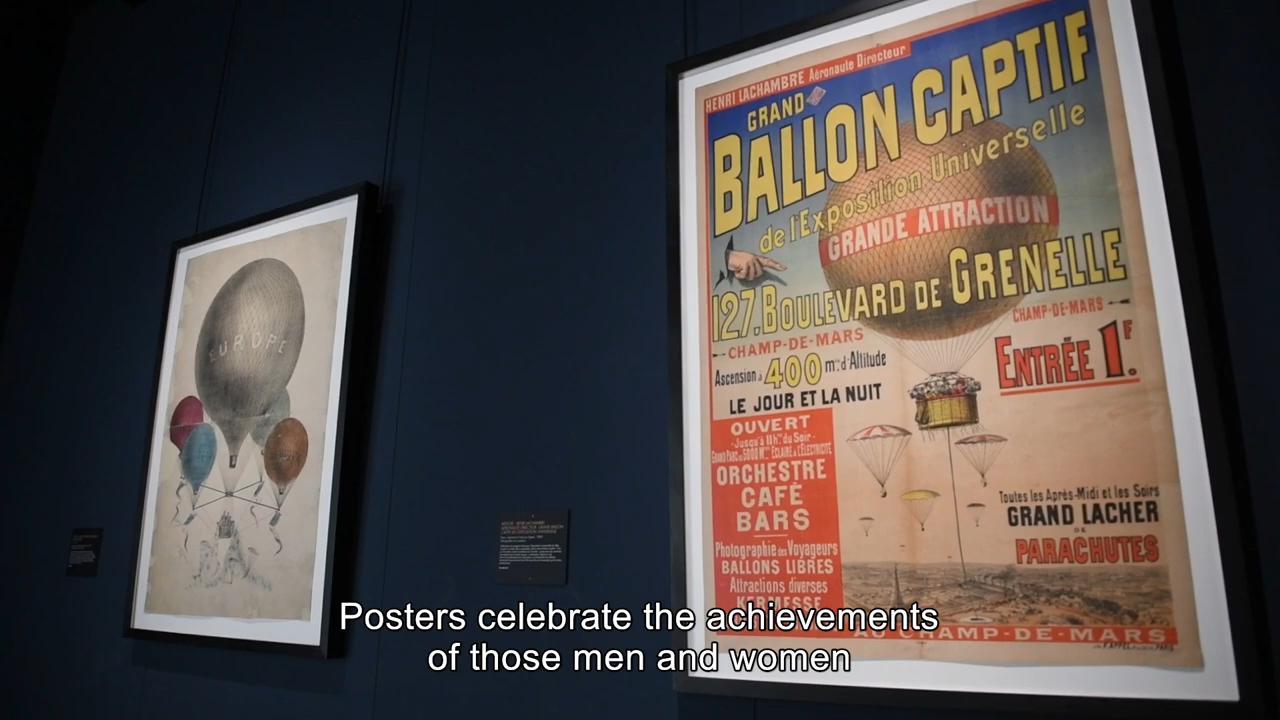 EUROPE
HENRI LACHAMBRE Aéronaute Directeur
GRAND
BALLON CAPTIF
de l'Exposition Universelle
GRANDE ATTRACTION
127, BOULEVARD DE GRENELLE
CHAMP-DE-MARS
CHAMP-DE-MARS
Ascension à 400 m. d'Altitude
LE JOUR ET LA NUIT
ENTRÉE 1F.
OUVERT
-Jusqu'à 11h. du Soir-
ORCHESTRE
CAFÉ
BARS
Photographie des Voyageurs
BALLONS LIBRES
Attractions diverses
KERMESSE
Toutes les Après-Midi et les Soirs
GRAND LACHER
DE
PARACHUTES
AU CHAMP-DE-MARS
Posters celebrate the achievements
of those men and women